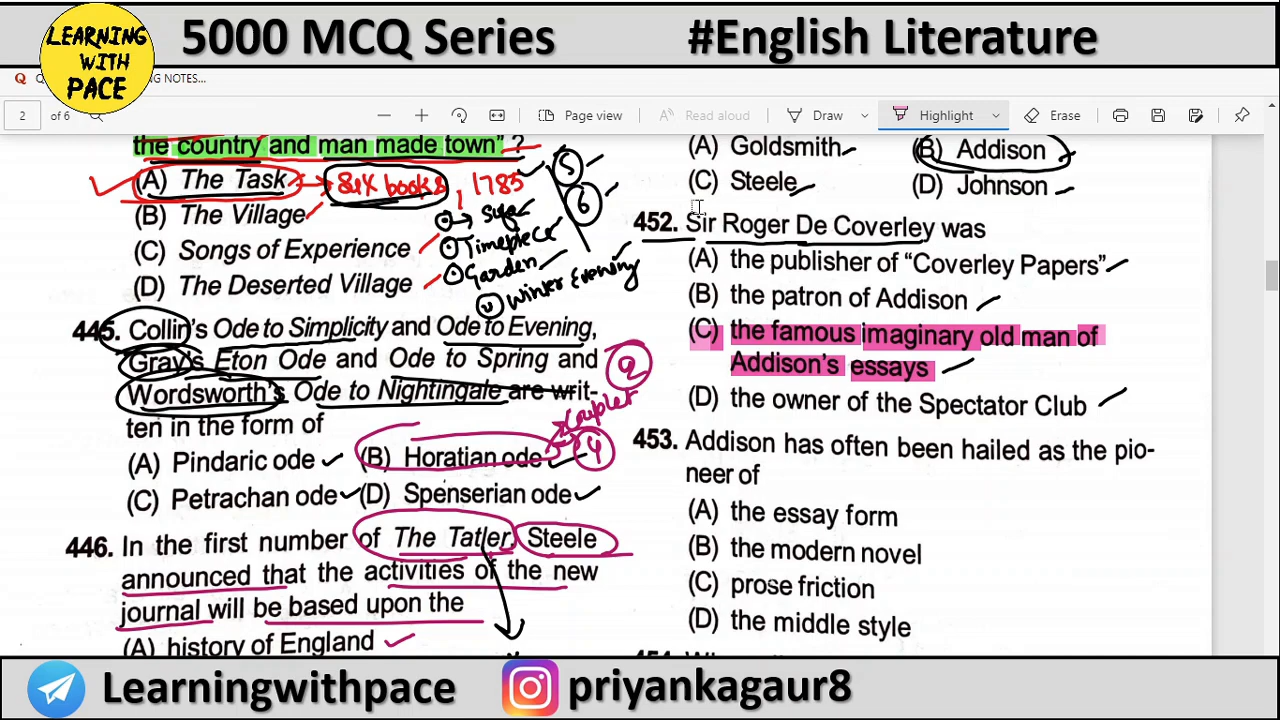 LEARNING
WITH
PACE
5000 MCQ Series
#English Literature
NG NOTES...
2 of 6
Page view
Read aloud
Draw
Highlight
Erase
the country and man made town" ?
(A) The Task
Six books, 1785
(B) The Village
Sofa
Timepiece
Garden
Winter Evening
5
6
(C) Songs of Experience
(D) The Deserted Village
445. Collin's Ode to Simplicity and Ode to Evening,
Gray's Eton Ode and Ode to Spring and
Wordsworth's Ode to Nightingale are writ-
ten in the form of
2
couplet
4
(A) Pindaric ode
(B) Horatian ode
(C) Petrachan ode
(D) Spenserian ode
446. In the first number of The Tatler, Steele
announced that the activities of the new
journal will be based upon the
(A) history of England
(A) Goldsmith
(B) Addison
(C) Steele
(D) Johnson
452. Sir Roger De Coverley was
(A) the publisher of “Coverley Papers”
(B) the patron of Addison
(C) the famous imaginary old man of
Addison's essays
(D) the owner of the Spectator Club
453. Addison has often been hailed as the pio-
neer of
(A) the essay form
(B) the modern novel
(C) prose friction
(D) the middle style
Learningwithpace
priyankagaur8